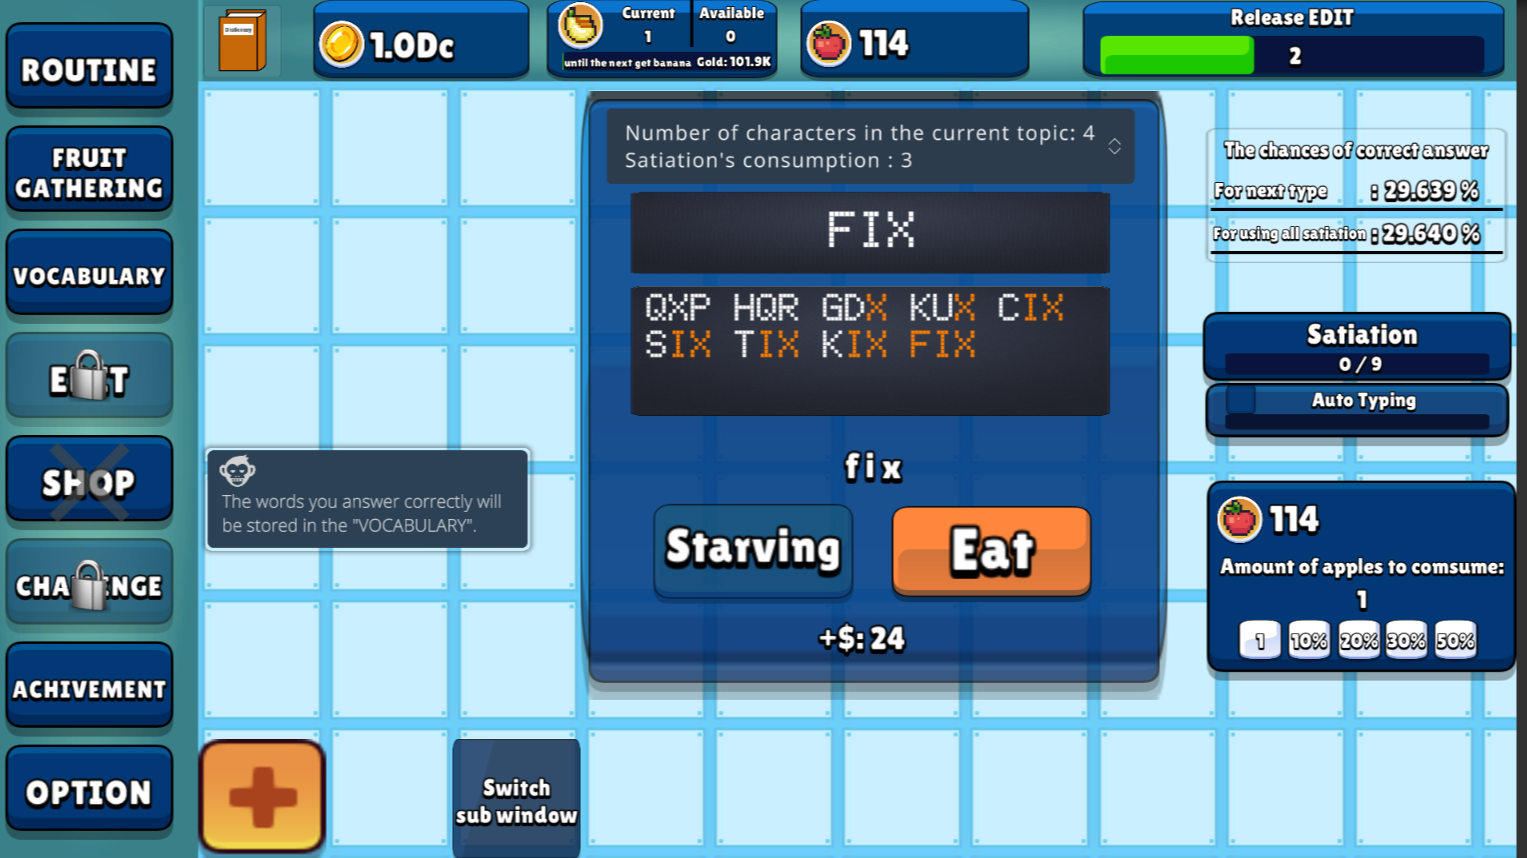 ROUTINE
FRUIT
GATHERING
VOCABULARY
SHOP
ACHIVEMENT
OPTION
Dictionary
1.0Dc
Current
1
Available
0
until the next get banana Gold: 101.9K
114
Release EDIT
2
Number of characters in the current topic: 4
Satiation's consumption : 3
FIX
QXP HQR GDX KUX CIX
SIX TIX KIX FIX
fix
Starving
Eat
+$: 24
The words you answer correctly will
be stored in the "VOCABULARY".
Switch
sub window
The chances of correct answer
For next type : 29.639 %
For using all satiation : 29.640 %
Satiation
0 / 9
Auto Typing
114
Amount of apples to comsume:
1
1 10% 20% 30% 50%